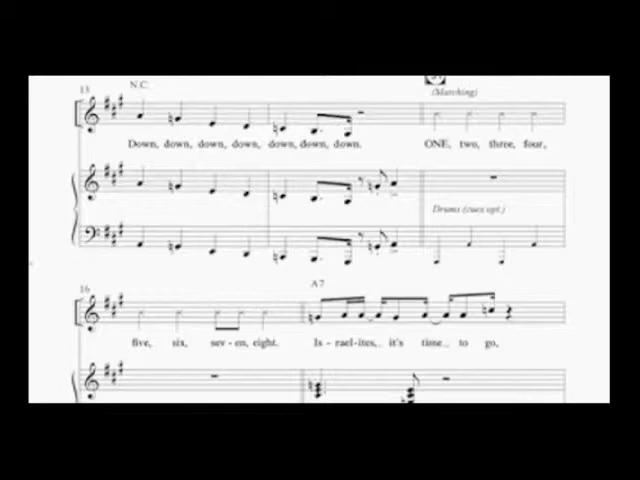 13
N.C.
(Marching)
Down, down, down, down, down, down, down. ONE, two, three, four,
Drums (cues opt.)
16
A7
five, six, sev - en, eight. Is - rael - ites, it's time to go,